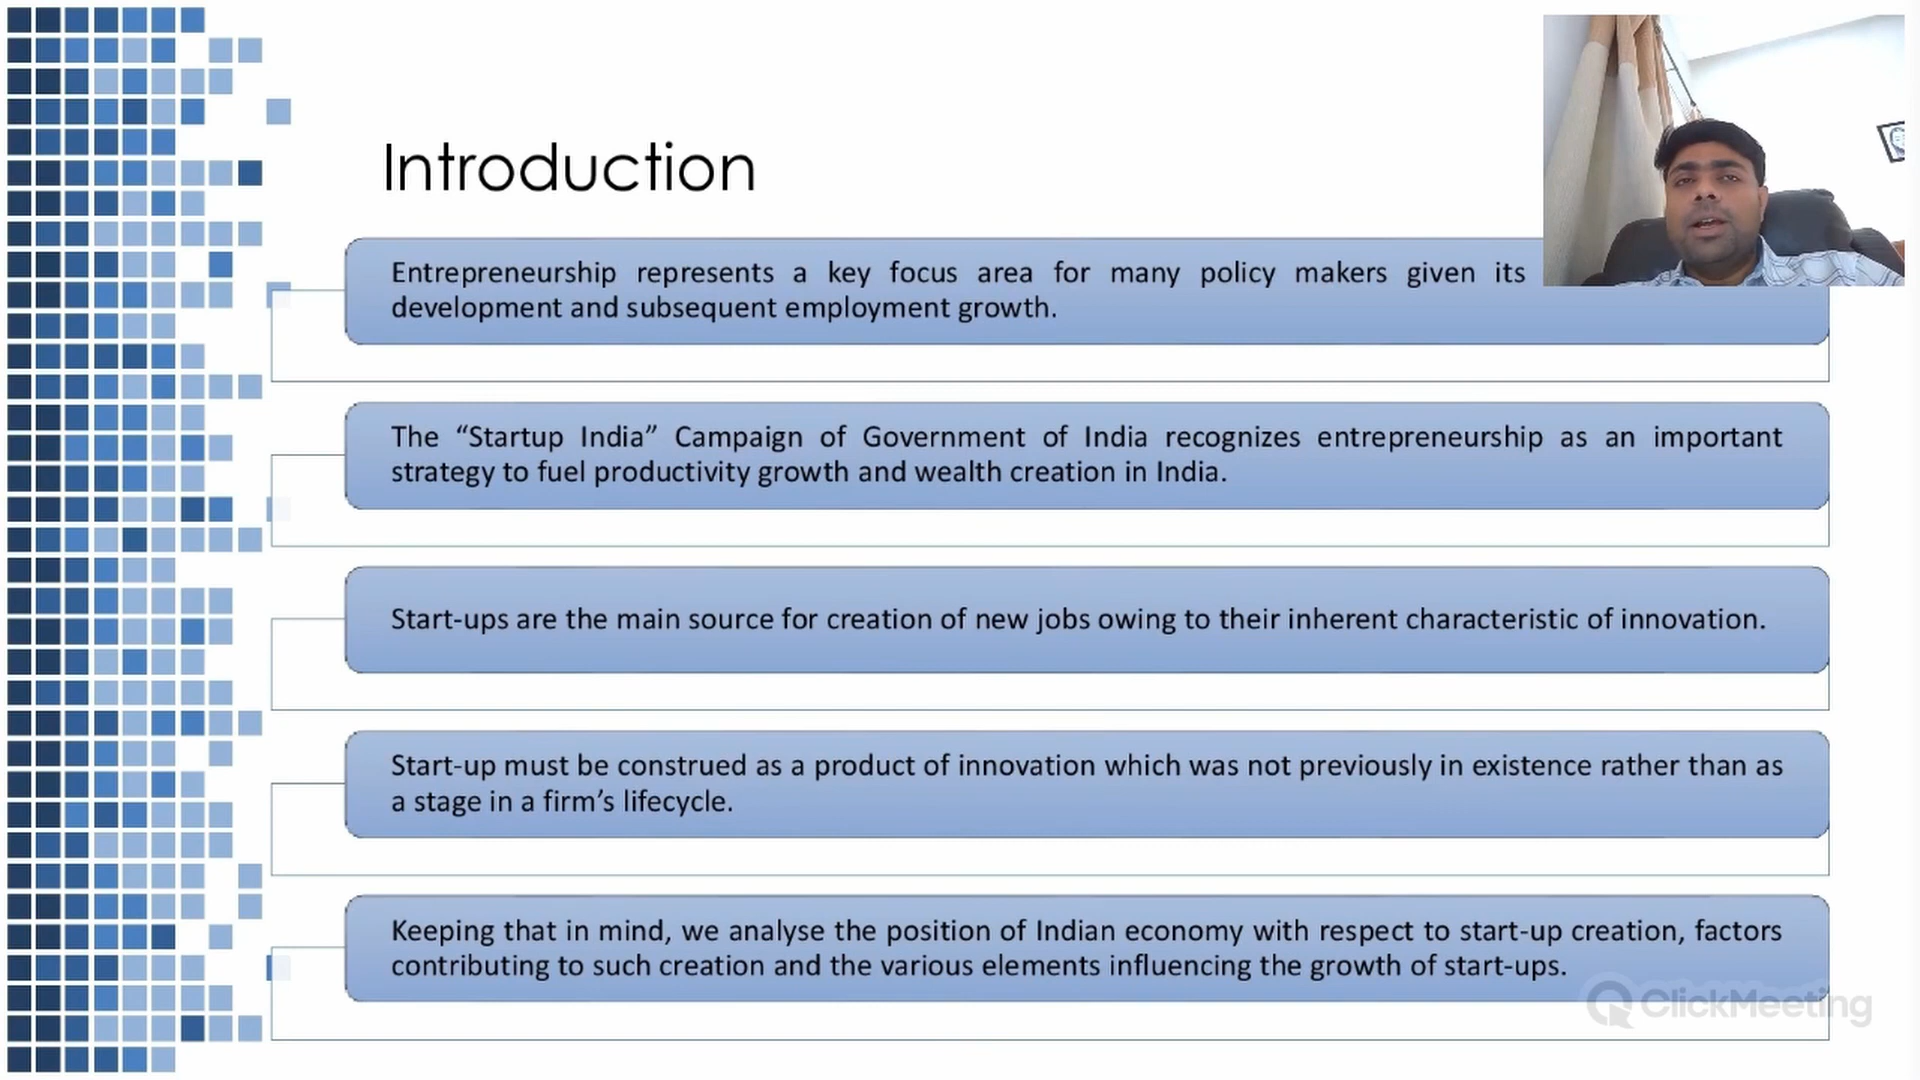 Introduction
Entrepreneurship represents a key focus area for many policy makers given its
development and subsequent employment growth.
The “Startup India” Campaign of Government of India recognizes entrepreneurship as an important
strategy to fuel productivity growth and wealth creation in India.
Start-ups are the main source for creation of new jobs owing to their inherent characteristic of innovation.
Start-up must be construed as a product of innovation which was not previously in existence rather than as
a stage in a firm’s lifecycle.
Keeping that in mind, we analyse the position of Indian economy with respect to start-up creation, factors
contributing to such creation and the various elements influencing the growth of start-ups.
ClickMeeting